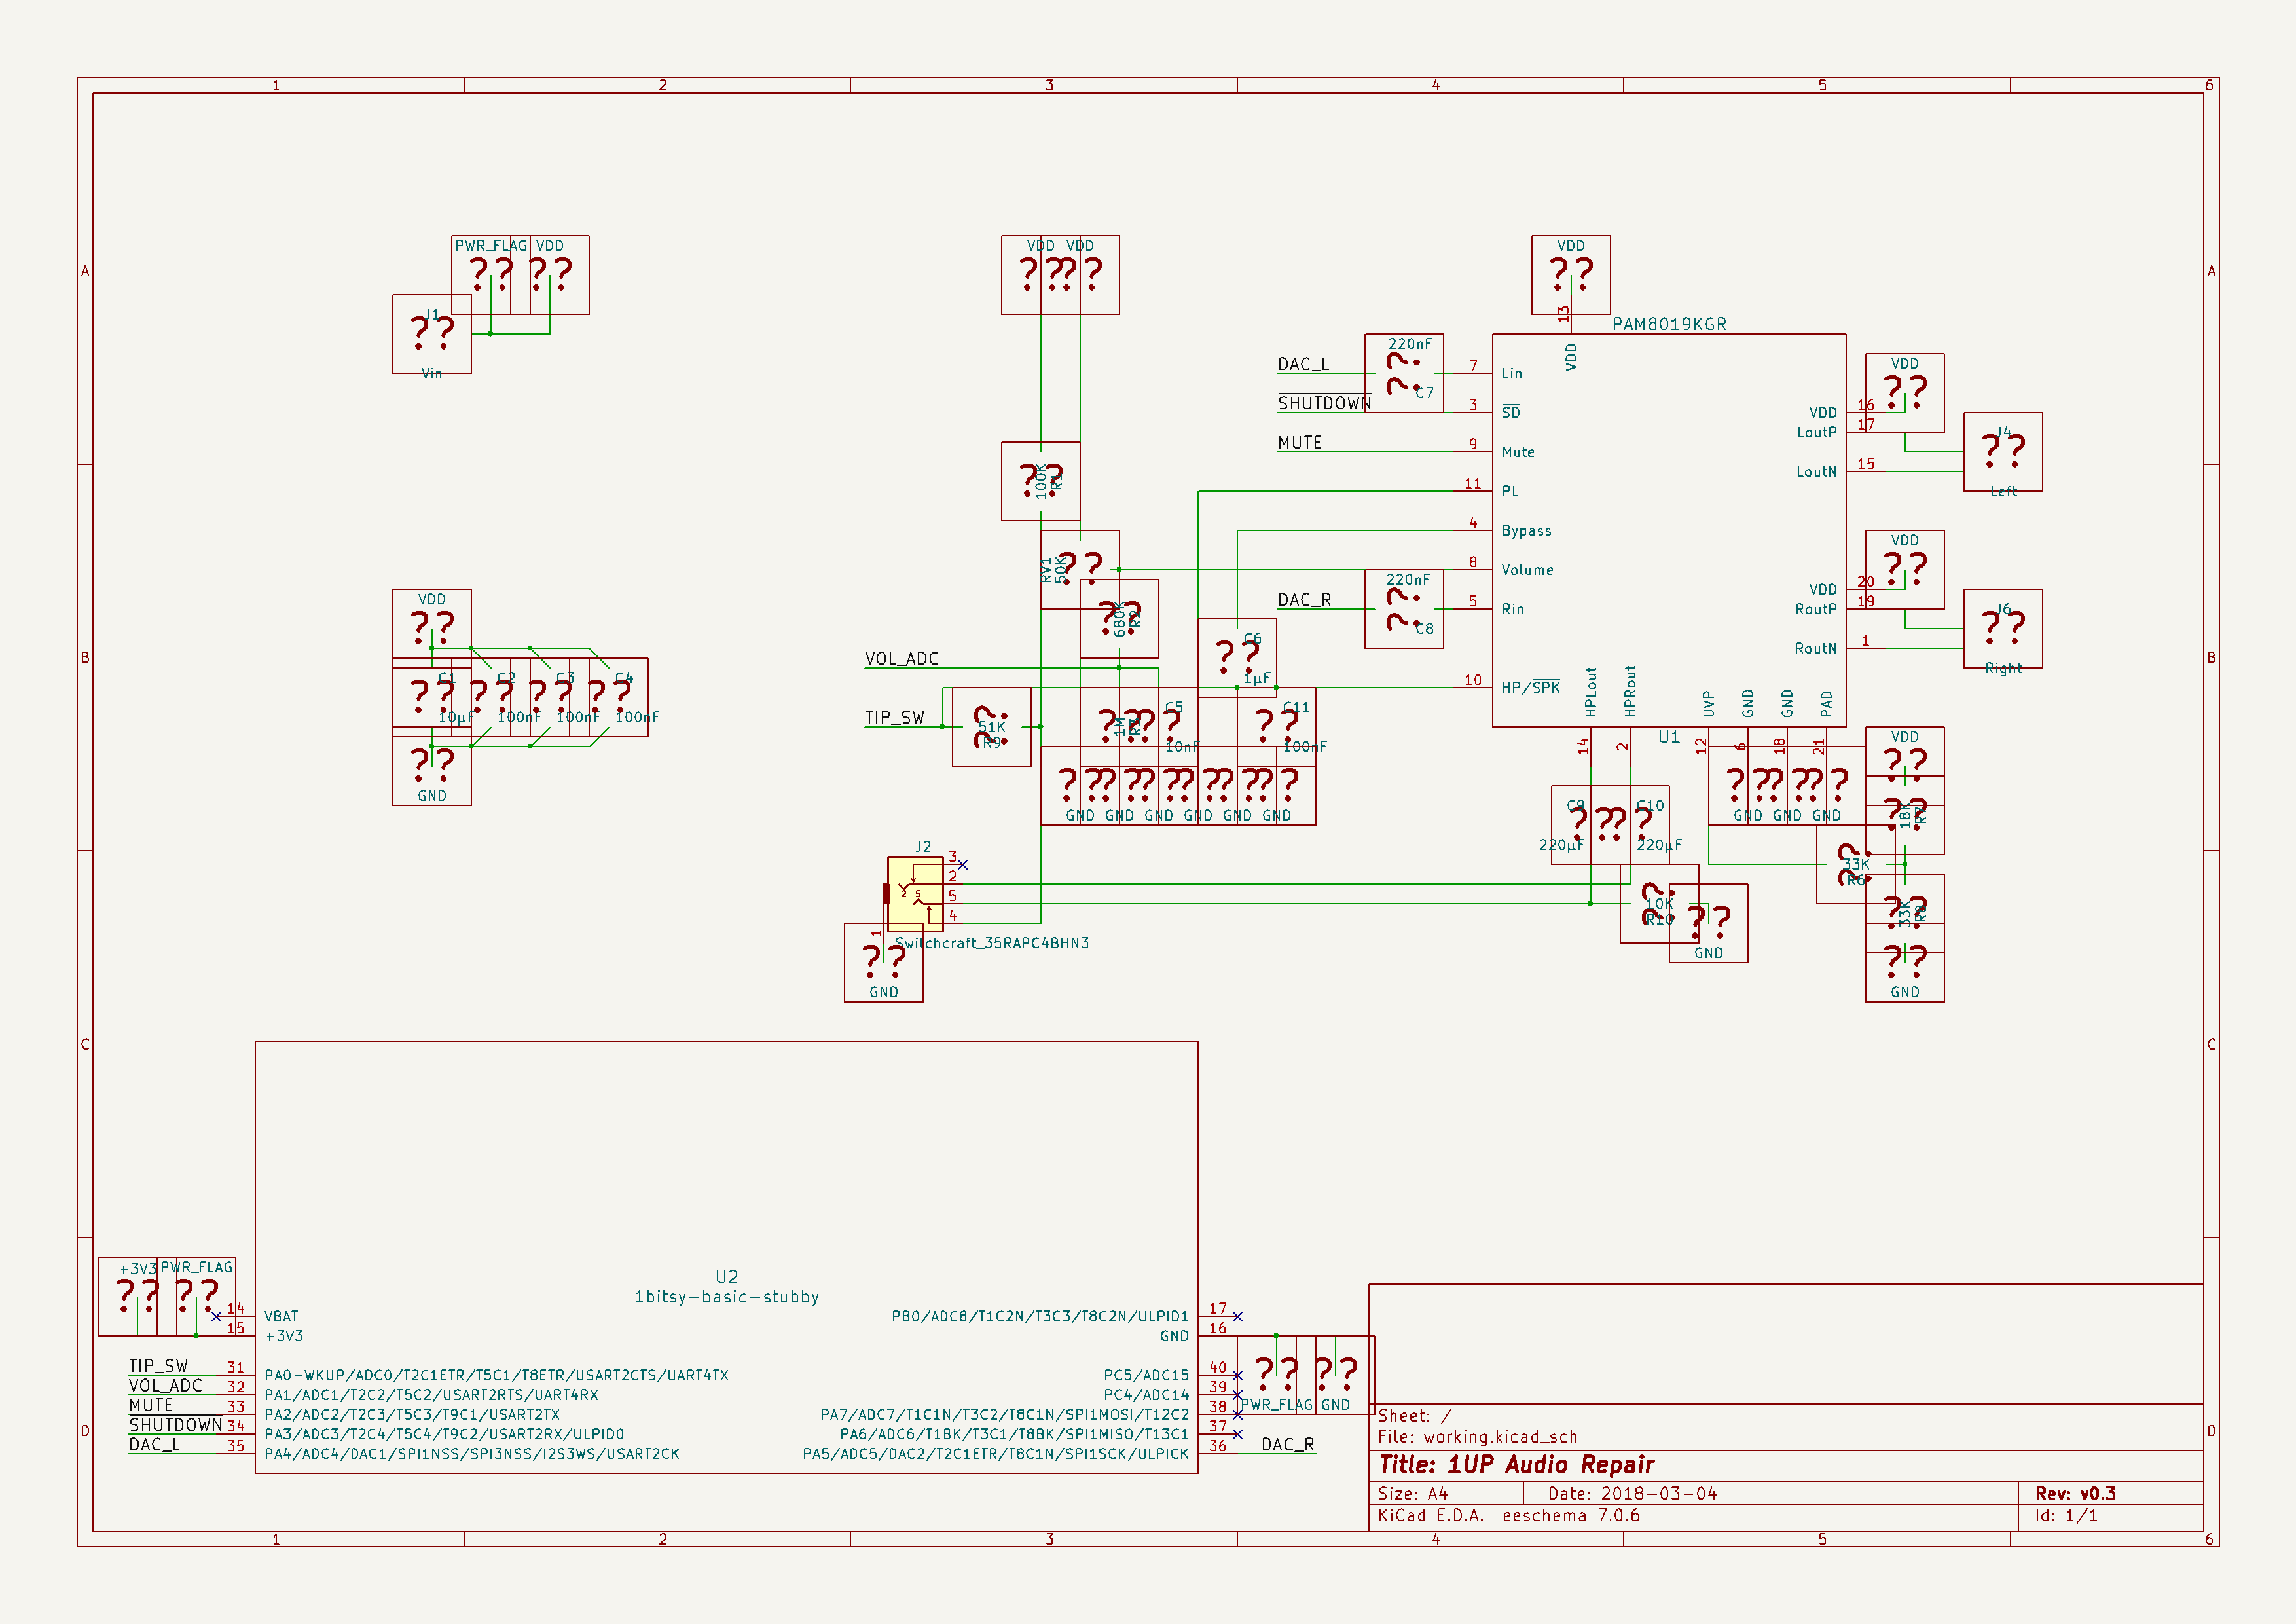 1 2 3 4 5 6
A A
PWR_FLAG VDD
?? ??
J1
??
Vin
VDD VDD
?? ??
VDD
??
13
PAM8019KGR
VDD
DAC_L
220nF
??
C7
7 Lin
SHUTDOWN
3 SD
MUTE
9 Mute
11 PL
4 Bypass
8 Volume
DAC_R
220nF
??
C8
5 Rin
10 HP/SPK
VDD
??
16 VDD
17 LoutP
15 LoutN
J4
??
Left
VDD
??
20 VDD
19 RoutP
1 RoutN
J6
??
Right
HPLout HPRout UVP GND GND PAD
14 2 12 6 18 21
U1
??
100K
RV1
50K
??
??
680K
B B
VDD
??
C1 C2 C3 C4
?? ?? ?? ??
10µF 100nF 100nF 100nF
??
GND
VOL_ADC
TIP_SW
??
51K
R9
C6
??
1µF
C5
??
1M
R3
10nF
C11
??
100nF
GND GND GND GND GND GND
C9 C10
?? ??
220µF 220µF
GND GND GND
VDD
??
18K
??
33K
R6
??
33K
??
GND
??
10K
R10
??
GND
J2
3
2
5
4
1
2 5
Switchcraft_35RAPC4BHN3
??
GND
C C
U2
1bitsy-basic-stubby
+3V3 PWR_FLAG
?? ??
14 VBAT
15 +3V3
TIP_SW 31 PA0-WKUP/ADC0/T2C1ETR/T5C1/T8ETR/USART2CTS/UART4TX
VOL_ADC 32 PA1/ADC1/T2C2/T5C2/USART2RTS/UART4RX
MUTE 33 PA2/ADC2/T2C3/T5C3/T9C1/USART2TX
SHUTDOWN 34 PA3/ADC3/T2C4/T5C4/T9C2/USART2RX/ULPID0
DAC_L 35 PA4/ADC4/DAC1/SPI1NSS/SPI3NSS/I2S3WS/USART2CK
PB0/ADC8/T1C2N/T3C3/T8C2N/ULPID1 17
GND 16
PC5/ADC15 40
PC4/ADC14 39
PA7/ADC7/T1C1N/T3C2/T8C1N/SPI1MOSI/T12C2 38
PA6/ADC6/T1BK/T3C1/T8BK/SPI1MISO/T13C1 37
PA5/ADC5/DAC2/T2C1ETR/T8C1N/SPI1SCK/ULPICK 36 DAC_R
?? ??
PWR_FLAG GND
D D
Sheet: /
File: working.kicad_sch
Title: 1UP Audio Repair
Size: A4 Date: 2018-03-04 Rev: v0.3
KiCad E.D.A. eeschema 7.0.6 Id: 1/1
1 2 3 4 5 6